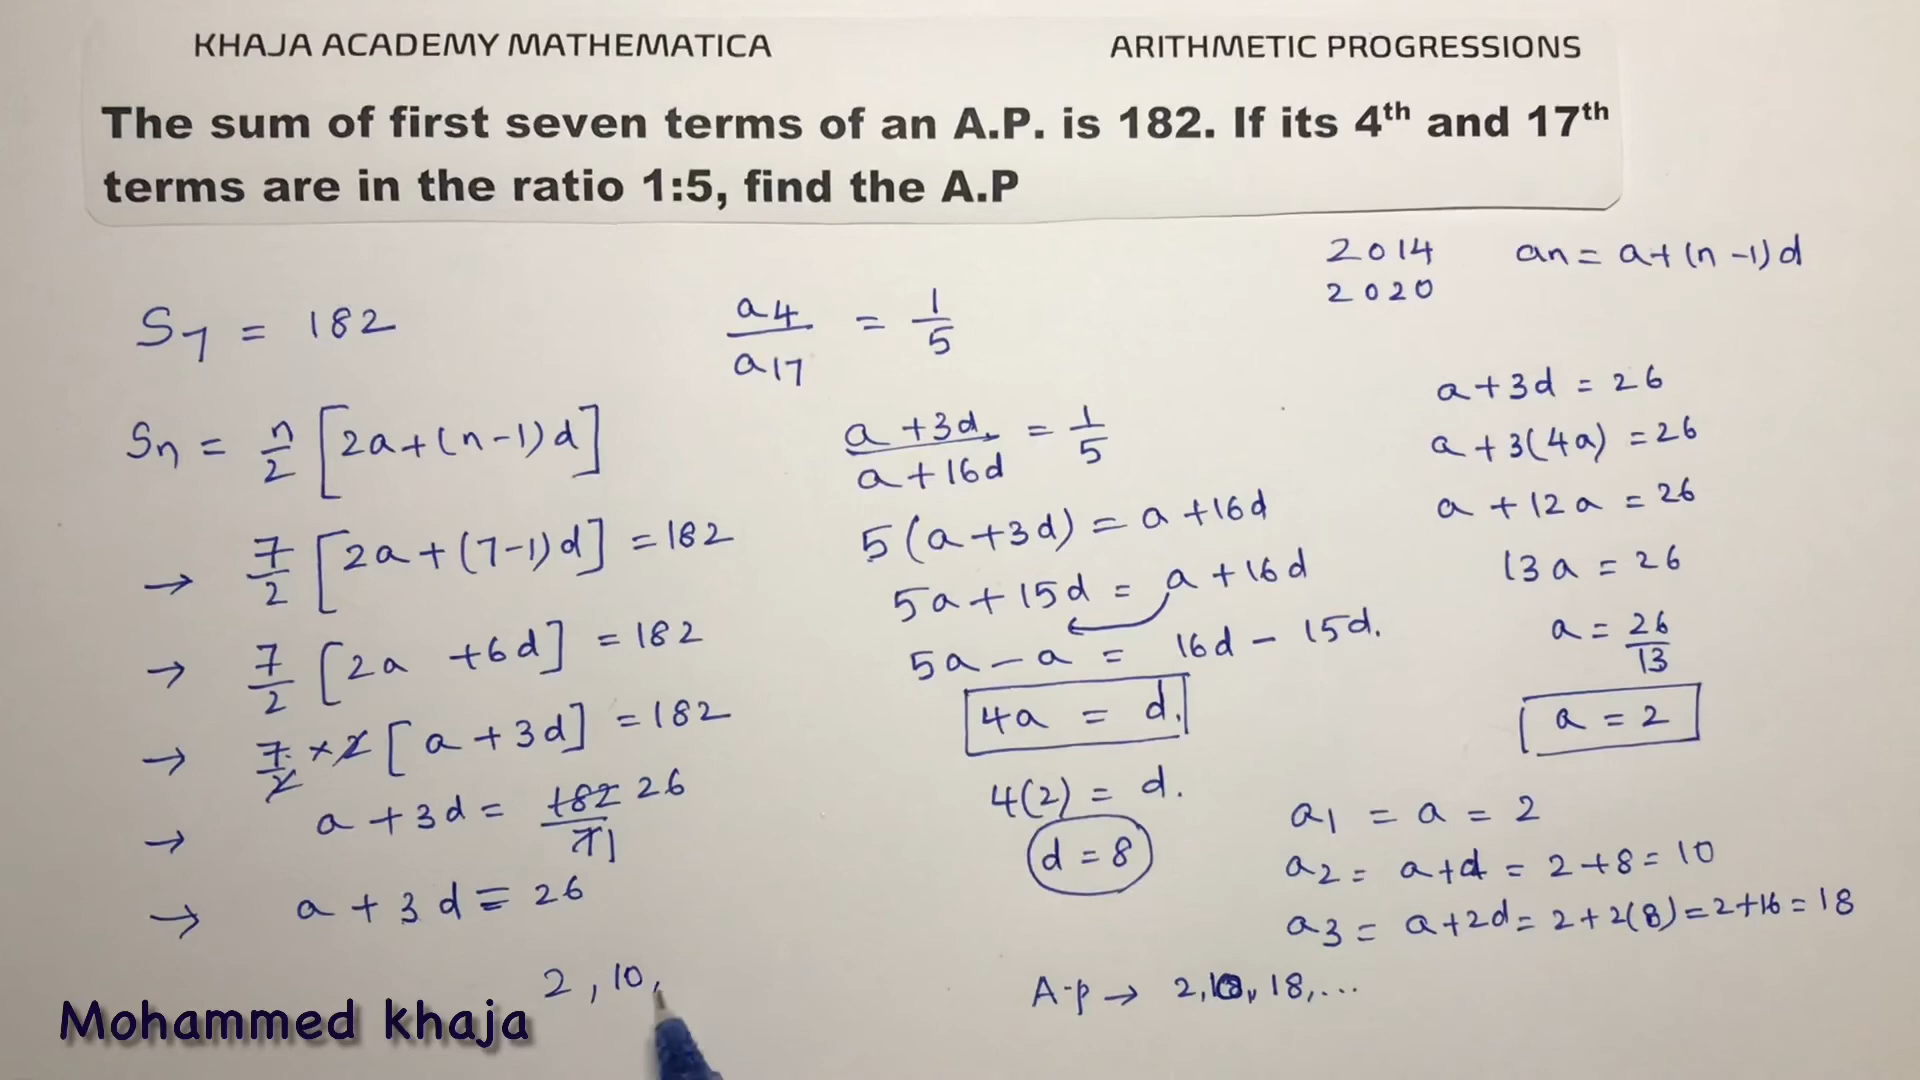 KHAJA ACADEMY MATHEMATICA
ARITHMETIC PROGRESSIONS
The sum of first seven terms of an A.P. is 182. If its 4th and 17th
terms are in the ratio 1:5, find the A.P
2014
2020
an = a+(n-1)d
S7 = 182
Sn = n/2 [2a+(n-1)d]
→ 7/2 [2a+(7-1)d] = 182
→ 7/2 [2a +6d] = 182
→ 7/2 × 2 [a+3d] = 182
→ a+3d = 182/7 26 1
→ a+3d = 26
2, 10,
a4/a17 = 1/5
a+3d/a+16d = 1/5
5(a+3d) = a+16d
5a+15d = a+16d
5a-a = 16d-15d.
4a = d.
4(2) = d.
d = 8
a+3d = 26
a+3(4a) = 26
a+12a = 26
13a = 26
a = 26/13
a = 2
a1 = a = 2
a2 = a+d = 2+8 = 10
a3 = a+2d = 2+2(8) = 2+16 = 18
A.p → 2, 10, 18, ...
Mohammed khaja